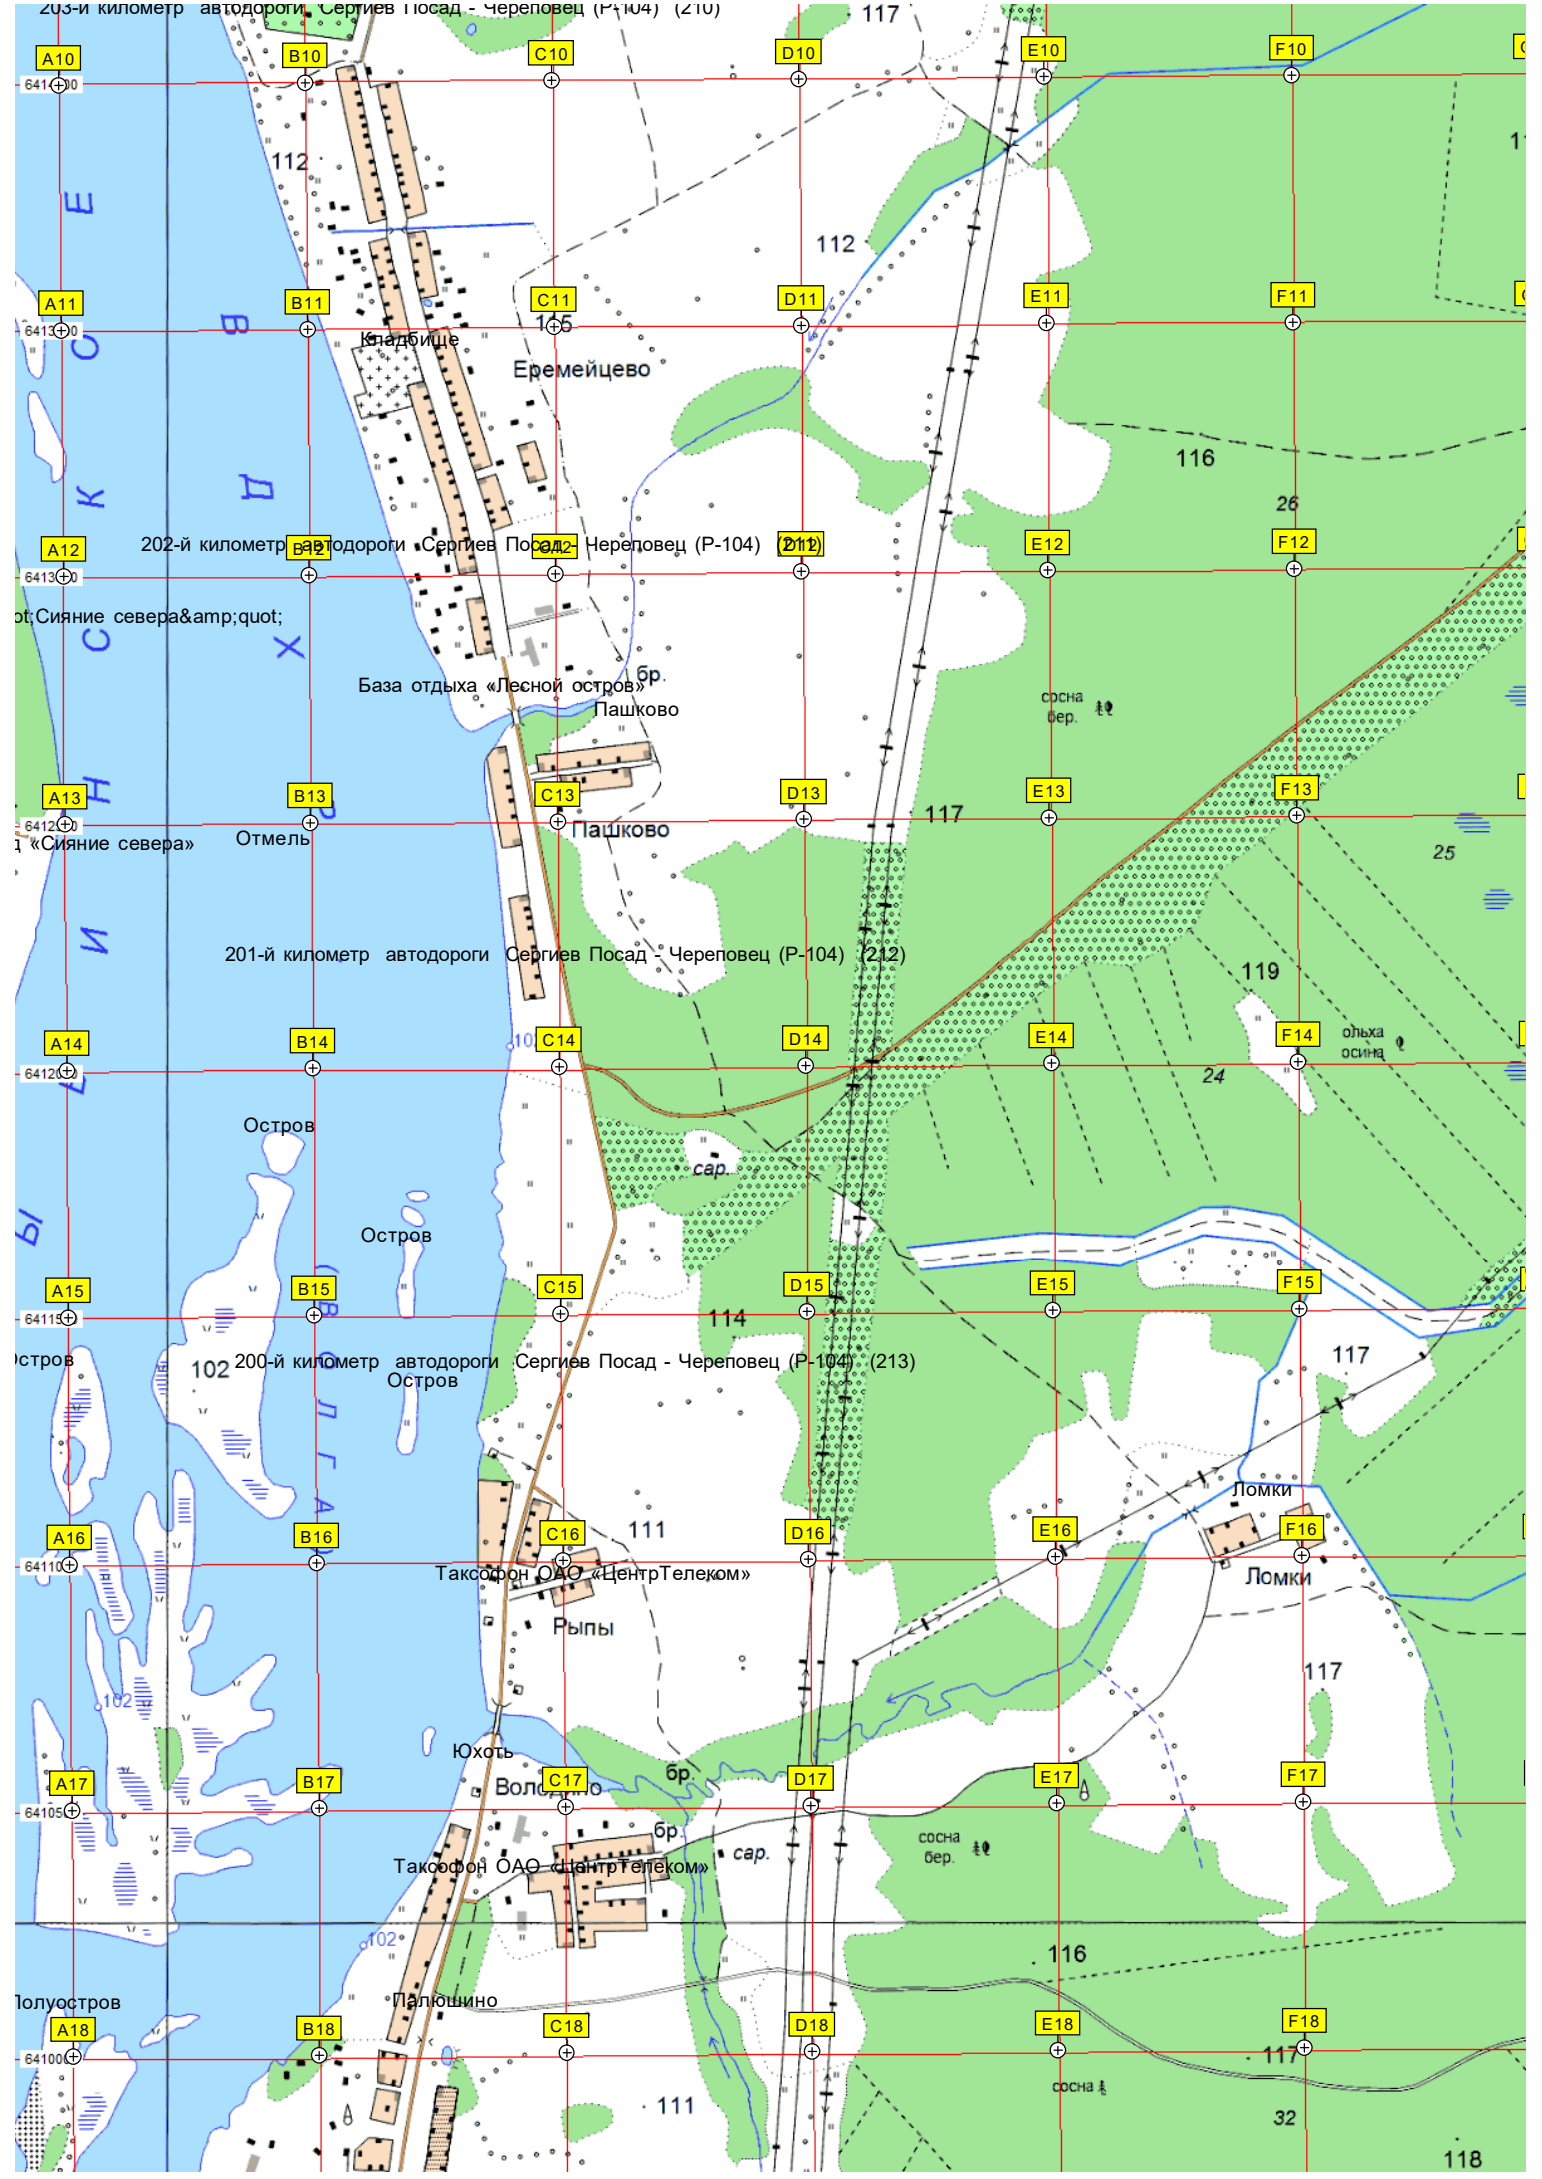 203-й километр автодороги Сергиев Посад - Череповец (Р-104) (210)
117
A10
B10
C10
D10
E10
F10
112
Е
112
A11
B11
C11
D11
E11
F11
В
О
Кладбище
Еремейцево
116
К
Д
26
A12
B12
C12
D12
E12
F12
202-й километр автодороги Сергиев Посад - Череповец (Р-104) (211)
ot;Сияние севера&amp;quot;
С
Х
бр.
База отдыха «Лесной остров»
Пашково
сосна
бер.
A13
B13
C13
D13
E13
F13
Н
Р
117
Пашково
Отмель
«Сияние севера»
25
И
201-й километр автодороги Сергиев Посад - Череповец (Р-104) (212)
119
A14
B14
C14
D14
E14
F14
ольха
осина
24
Остров
сар.
Ы
Остров
A15
B15
C15
D15
E15
F15
(В
114
О
200-й километр автодороги Сергиев Посад - Череповец (Р-104) (213)
117
102
Остров
Л
Г
А
Ломки
A16
B16
C16
111
D16
E16
F16
Таксофон ОАО «ЦентрТелеком»
Ломки
Рыпы
117
102
Юхоть
бр.
A17
B17
C17
D17
E17
F17
бр.
сар.
сосна
бер.
Таксофон ОАО «ЦентрТелеком»
102
116
Полуостров
Палюшино
A18
B18
C18
D18
E18
F18
117
сосна
111
32
118